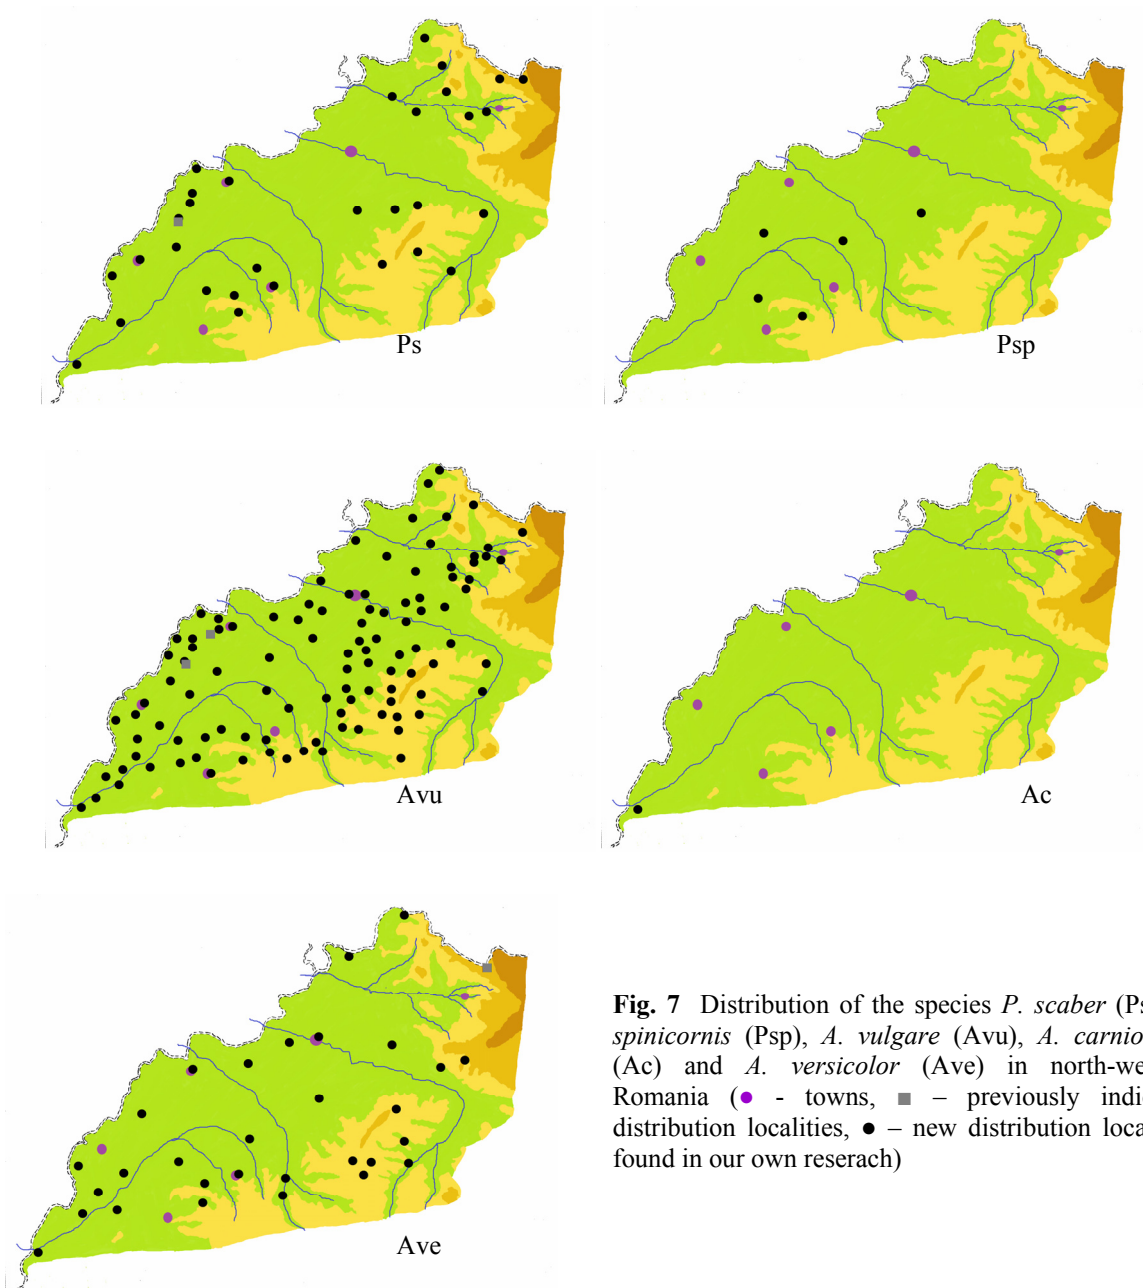 Ps
Psp
Avu
Ac
Ave
Fig. 7 Distribution of the species P. scaber (Ps
spinicornis (Psp), A. vulgare (Avu), A. carnio
(Ac) and A. versicolor (Ave) in north-we
Romania (● - towns, ■ – previously indi
distribution localities, ● – new distribution loca
found in our own reserach)